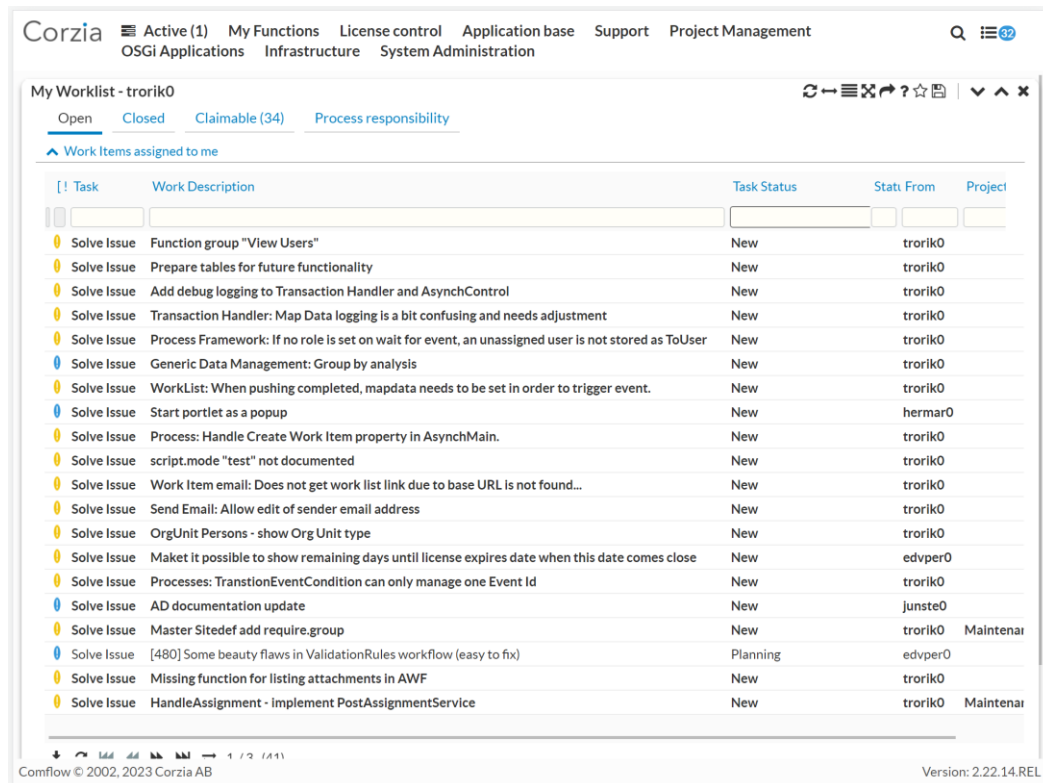 Corzia Active (1) My Functions License control Application base Support Project Management 32
OSGi Applications Infrastructure System Administration
My Worklist - trorik0
Open Closed Claimable (34) Process responsibility
Work Items assigned to me
[ ! Task Work Description Task Status Statu From Project
Solve Issue Function group "View Users" New trorik0
Solve Issue Prepare tables for future functionality New trorik0
Solve Issue Add debug logging to Transaction Handler and AsynchControl New trorik0
Solve Issue Transaction Handler: Map Data logging is a bit confusing and needs adjustment New trorik0
Solve Issue Process Framework: If no role is set on wait for event, an unassigned user is not stored as ToUser New trorik0
Solve Issue Generic Data Management: Group by analysis New trorik0
Solve Issue WorkList: When pushing completed, mapdata needs to be set in order to trigger event. New trorik0
Solve Issue Start portlet as a popup New hermar0
Solve Issue Process: Handle Create Work Item property in AsynchMain. New trorik0
Solve Issue script.mode "test" not documented New trorik0
Solve Issue Work Item email: Does not get work list link due to base URL is not found... New trorik0
Solve Issue Send Email: Allow edit of sender email address New trorik0
Solve Issue OrgUnit Persons - show Org Unit type New trorik0
Solve Issue Maket it possible to show remaining days until license expires date when this date comes close New edvper0
Solve Issue Processes: TranstionEventCondition can only manage one Event Id New trorik0
Solve Issue AD documentation update New junste0
Solve Issue Master Sitedef add require.group New trorik0 Maintenan
Solve Issue [480] Some beauty flaws in ValidationRules workflow (easy to fix) Planning edvper0
Solve Issue Missing function for listing attachments in AWF New trorik0
Solve Issue HandleAssignment - implement PostAssignmentService New trorik0 Maintenan
1 / 3 (41)
Comflow © 2002, 2023 Corzia AB Version: 2.22.14.REL